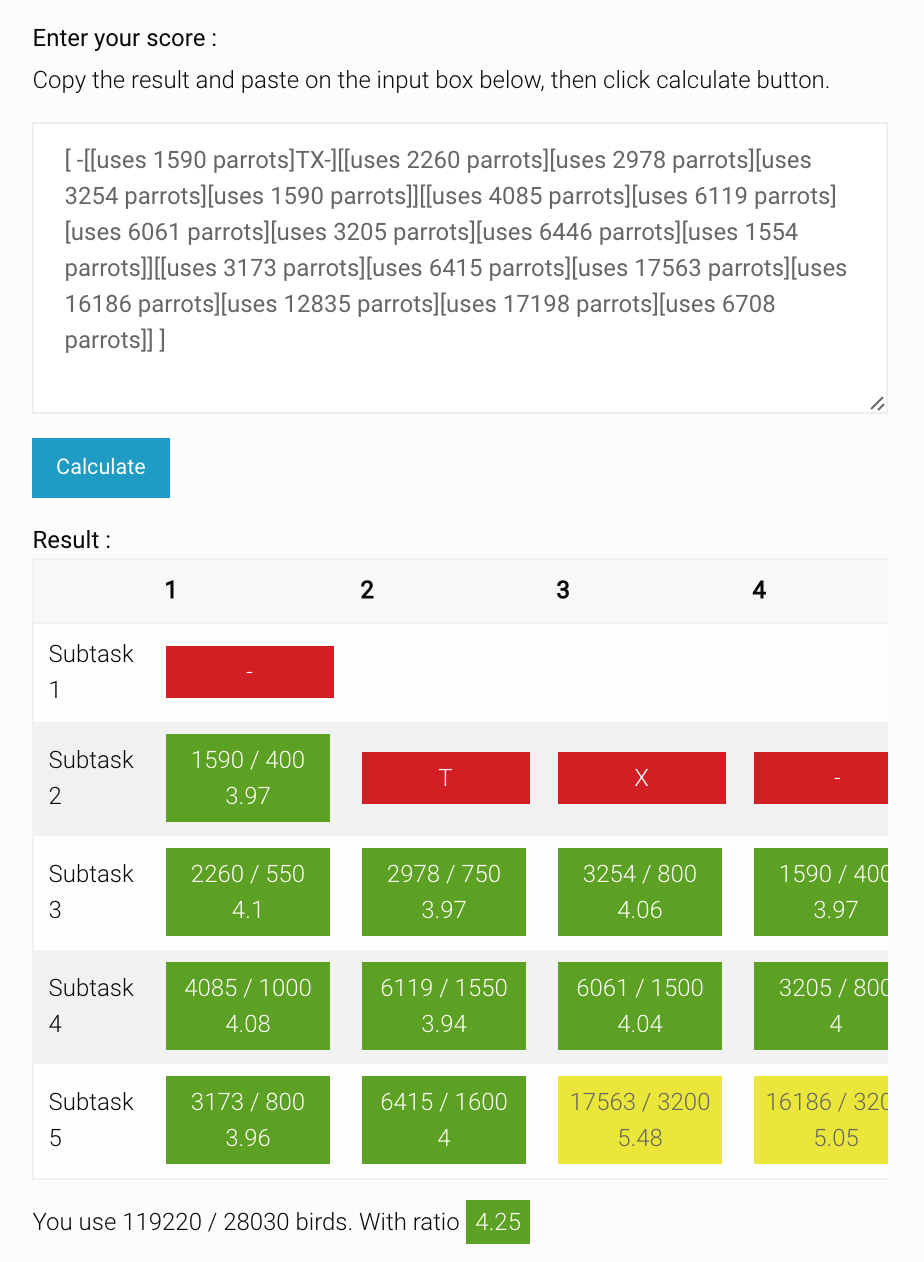 Enter your score :
Copy the result and paste on the input box below, then click calculate button.
[ -[[uses 1590 parrots]TX-][[uses 2260 parrots][uses 2978 parrots][uses
3254 parrots][uses 1590 parrots]][[uses 4085 parrots][uses 6119 parrots]
[uses 6061 parrots][uses 3205 parrots][uses 6446 parrots][uses 1554
parrots]][[uses 3173 parrots][uses 6415 parrots][uses 17563 parrots][uses
16186 parrots][uses 12835 parrots][uses 17198 parrots][uses 6708
parrots]] ]
Calculate
Result :
1 2 3 4
Subtask
1
-
Subtask
2
1590 / 400
3.97
T
X
-
Subtask
3
2260 / 550
4.1
2978 / 750
3.97
3254 / 800
4.06
1590 / 400
3.97
Subtask
4
4085 / 1000
4.08
6119 / 1550
3.94
6061 / 1500
4.04
3205 / 800
4
Subtask
5
3173 / 800
3.96
6415 / 1600
4
17563 / 3200
5.48
16186 / 320
5.05
You use 119220 / 28030 birds. With ratio 4.25